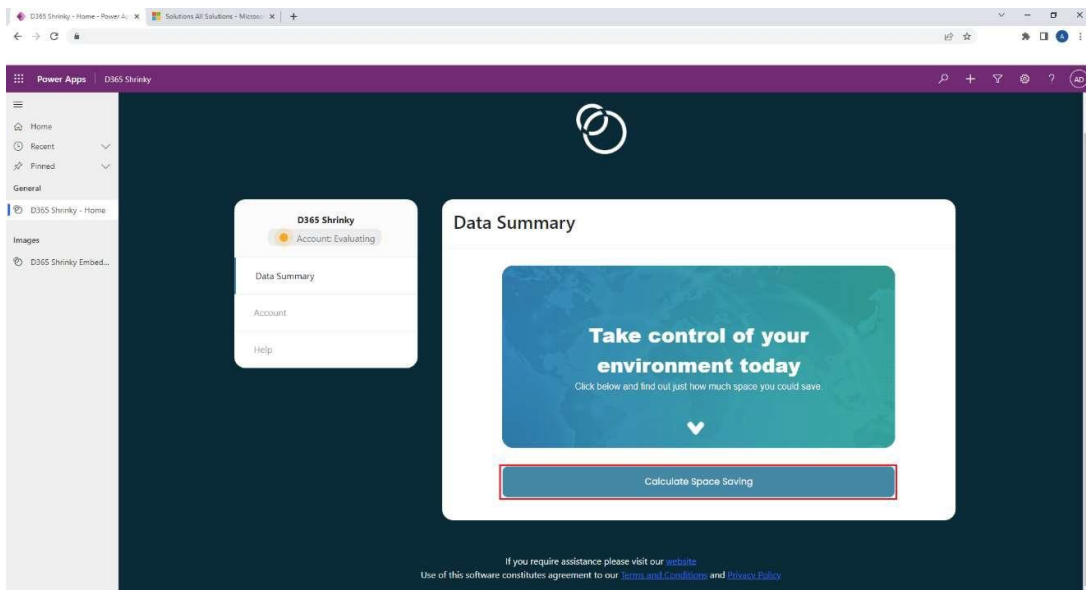 D365 Shrinky - Home - Power A
Solutions All Solutions - Micros
Power Apps D365 Shrinky
AD
Home
Recent
Pinned
General
D365 Shrinky - Home
Images
D365 Shrinky Embed...
D365 Shrinky
Account: Evaluating
Data Summary
Account
Help
Data Summary
Take control of your
environment today
Click below and find out just how much space you could save.
Calculate Space Saving
If you require assistance please visit our website
Use of this software constitutes agreement to our Terms and Conditions and Privacy Policy